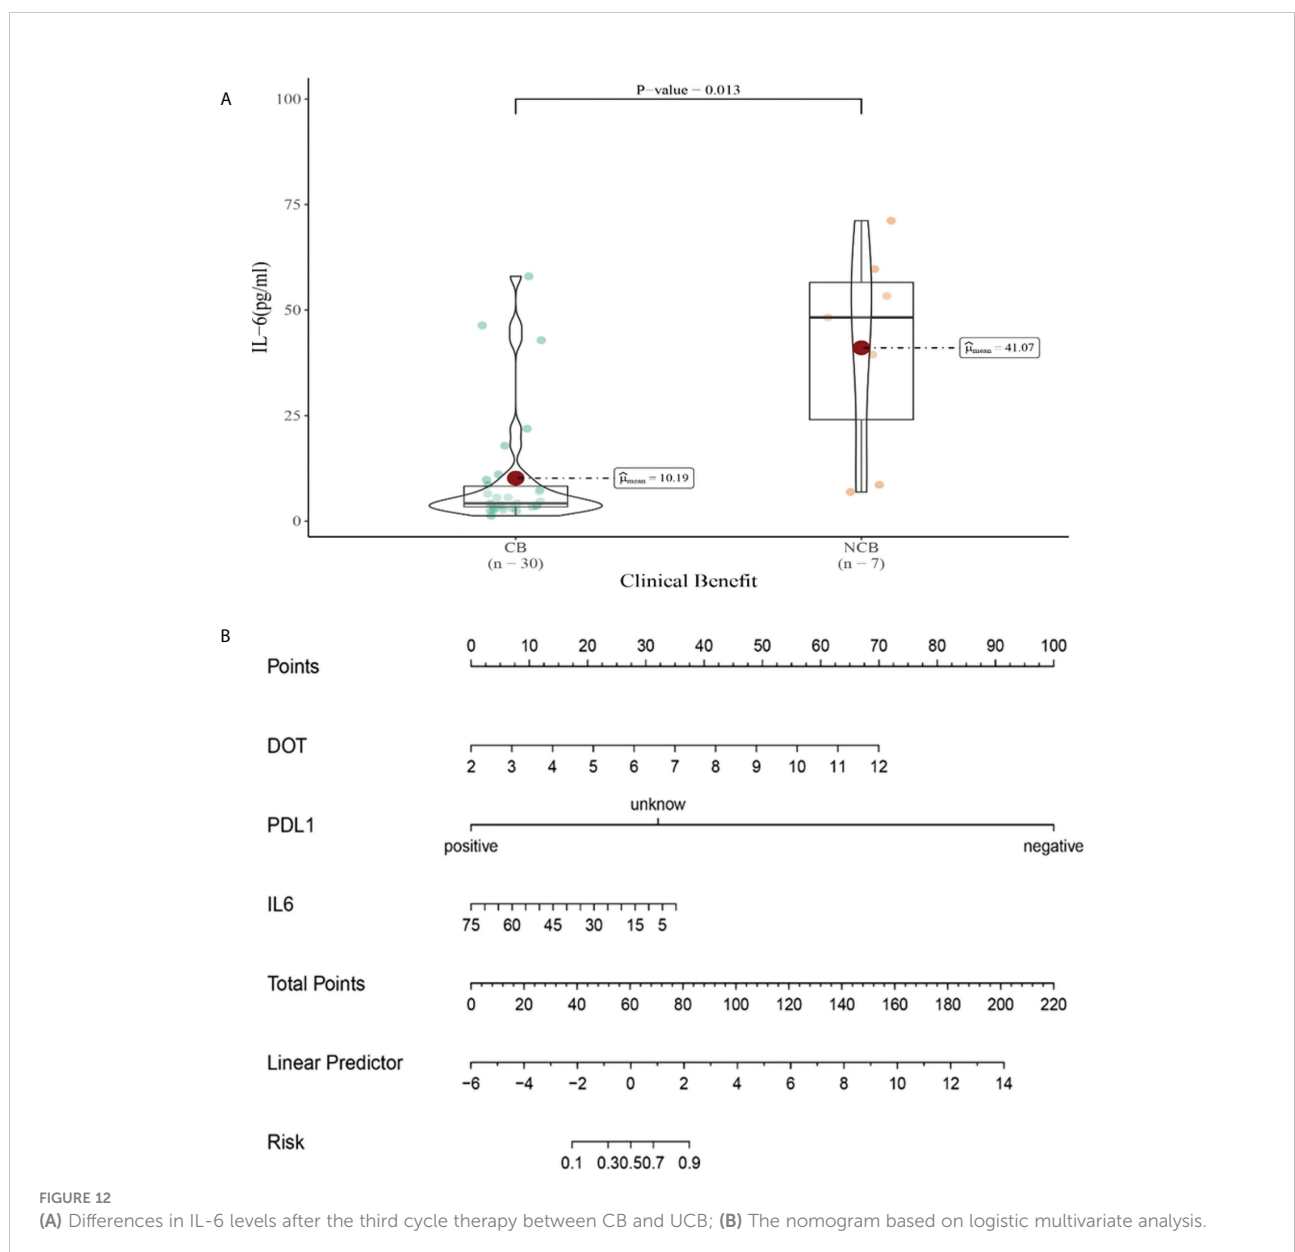 A
P-value = 0.013
100
75
50
25
0
IL-6(pg/ml)
μ̂mean = 41.07
μ̂mean = 10.19
CB NCB
(n = 30) (n = 7)
Clinical Benefit
B
0 10 20 30 40 50 60 70 80 90 100
Points
DOT
2 3 4 5 6 7 8 9 10 11 12
unknow
PDL1
positive negative
IL6
75 60 45 30 15 5
Total Points
0 20 40 60 80 100 120 140 160 180 200 220
Linear Predictor
-6 -4 -2 0 2 4 6 8 10 12 14
Risk
0.1 0.30.50.7 0.9
FIGURE 12
(A) Differences in IL-6 levels after the third cycle therapy between CB and UCB; (B) The nomogram based on logistic multivariate analysis.